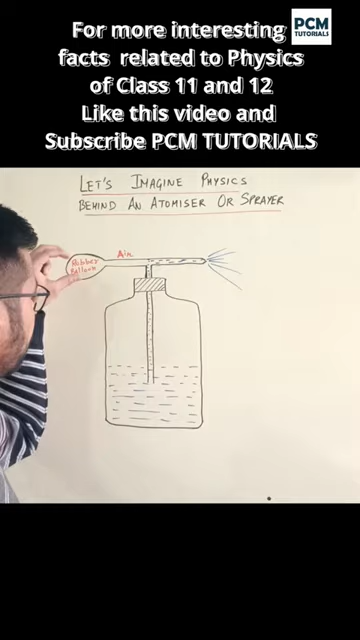 For more interesting
facts related to Physics
of Class 11 and 12
Like this video and
Subscribe PCM TUTORIALS
PCM
TUTORIALS
LET'S IMAGINE PHYSICS
BEHIND AN ATOMISER OR SPRAYER
Air
Rubber
Balloon